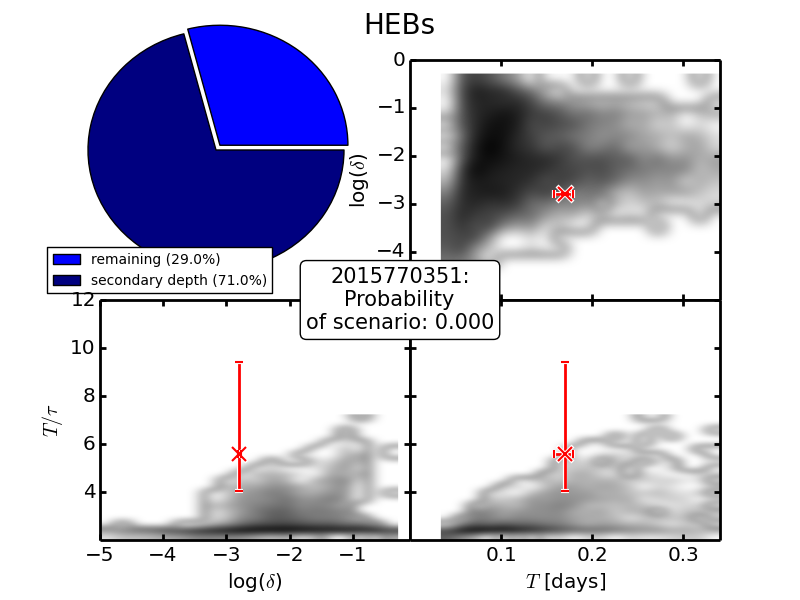 HEBs
remaining (29.0%)
secondary depth (71.0%)
log(δ)
0
−1
−2
−3
−4
2015770351:
Probability
of scenario: 0.000
T/τ
12
10
8
6
4
−5
−4
−3
−2
−1
log(δ)
0.1
0.2
0.3
T [days]